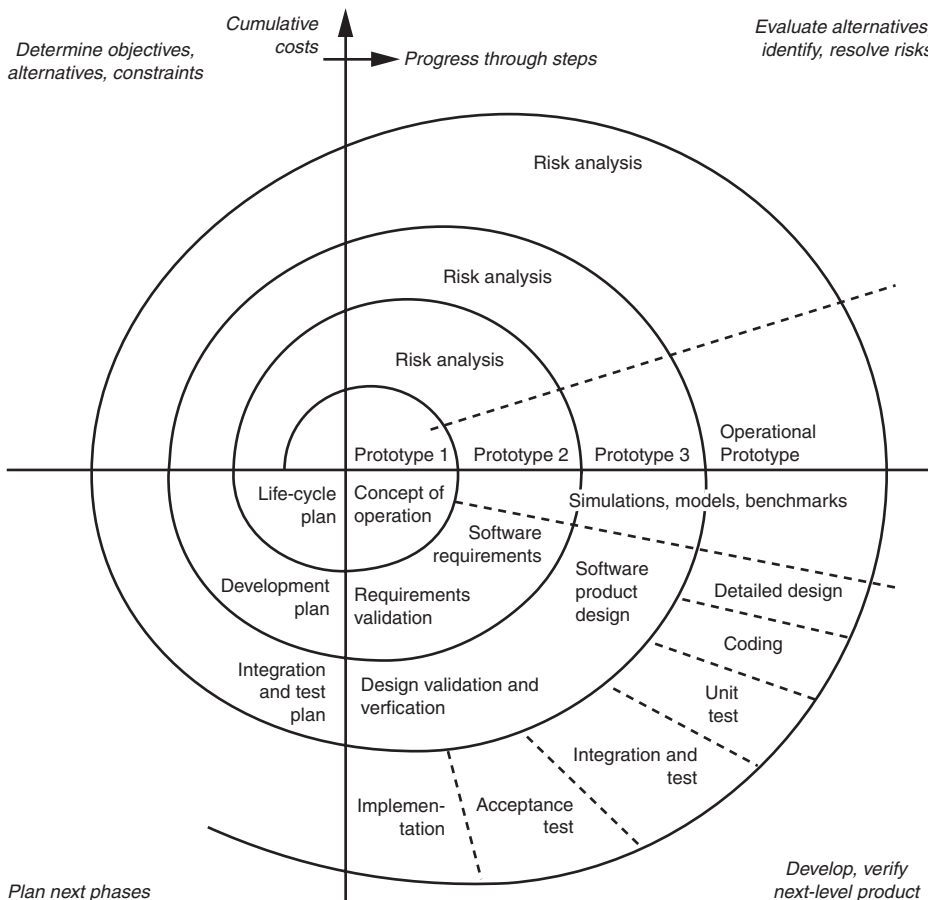 Cumulative
costs
Determine objectives,
alternatives, constraints
Progress through steps
Evaluate alternatives
identify, resolve risks
Risk analysis
Risk analysis
Risk analysis
Prototype 1
Prototype 2
Prototype 3
Operational
Prototype
Life-cycle
plan
Concept of
operation
Simulations, models, benchmarks
Software
requirements
Development
plan
Requirements
validation
Software
product
design
Detailed design
Coding
Integration
and test
plan
Design validation and
verfication
Unit
test
Integration and
test
Implemen-
tation
Acceptance
test
Plan next phases
Develop, verify
next-level product